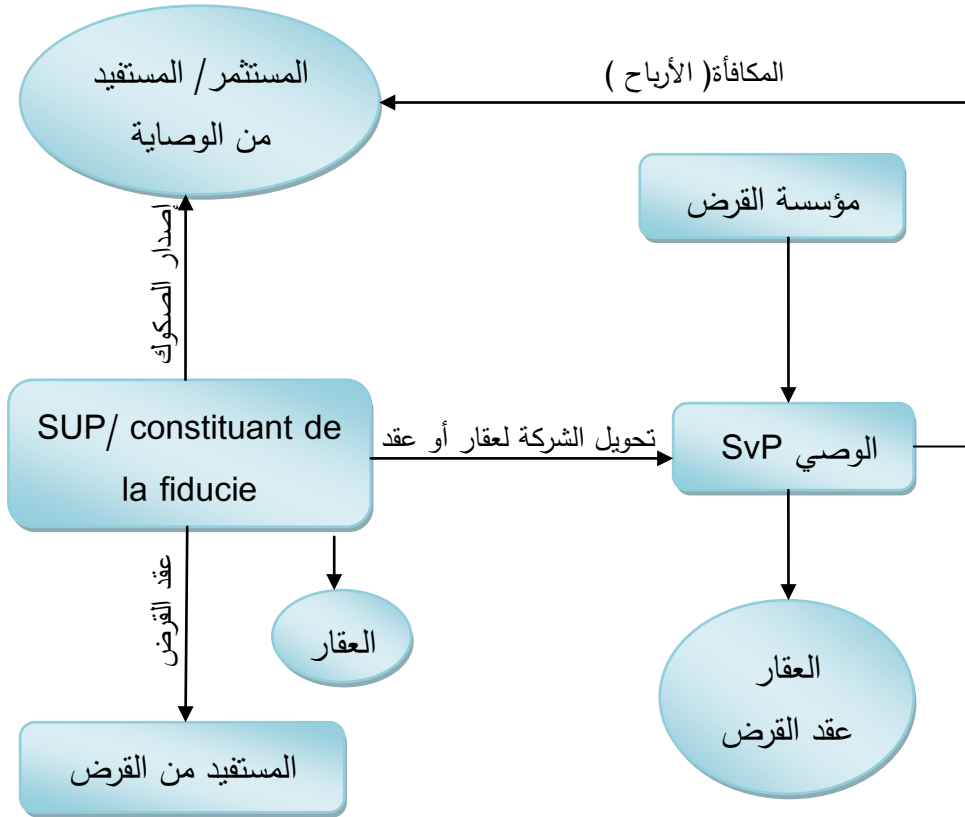 المستثمر/ المستفيد
من الوصاية
المكافأة( الأرباح )
مؤسسة القرض
إصدار الصكوك
SUP/ constituant de
la fiducie
تحويل الشركة لعقار أو عقد
الوصي SvP
عقد القرض
العقار
العقار
عقد القرض
المستفيد من القرض